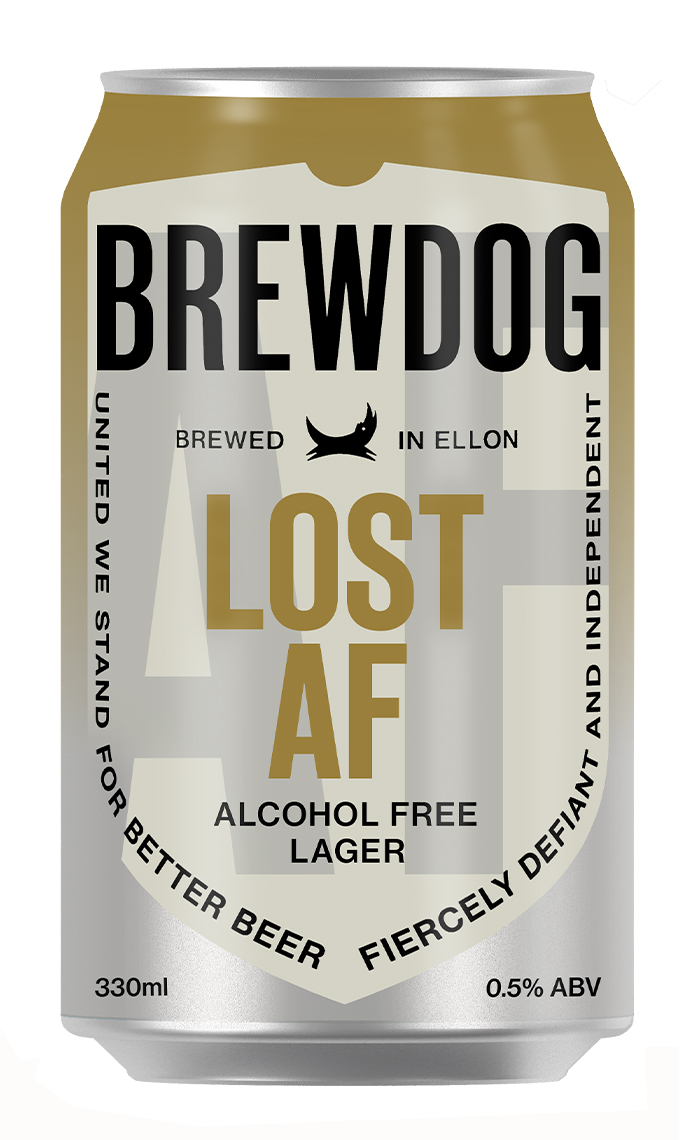 BREWDOG
BREWED IN ELLON
LOST
AF
ALCOHOL FREE
LAGER
UNITED WE STAND FOR BETTER BEER
FIERCELY DEFIANT AND INDEPENDENT
330ml
0.5% ABV
AF